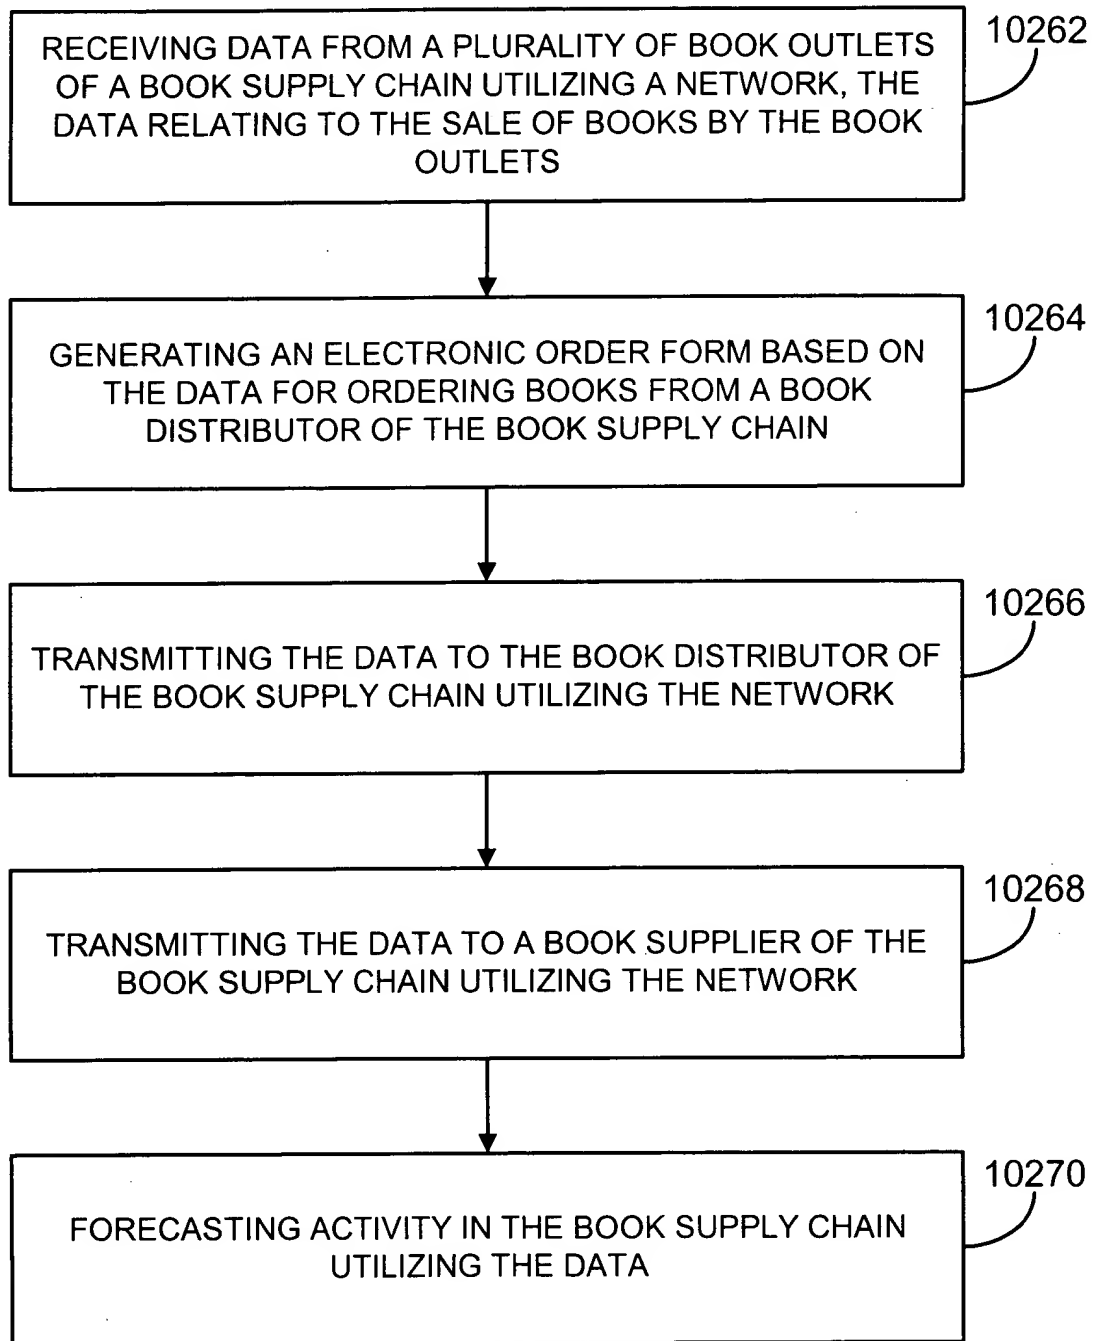 RECEIVING DATA FROM A PLURALITY OF BOOK OUTLETS
OF A BOOK SUPPLY CHAIN UTILIZING A NETWORK, THE
DATA RELATING TO THE SALE OF BOOKS BY THE BOOK
OUTLETS
10262
GENERATING AN ELECTRONIC ORDER FORM BASED ON
THE DATA FOR ORDERING BOOKS FROM A BOOK
DISTRIBUTOR OF THE BOOK SUPPLY CHAIN
10264
TRANSMITTING THE DATA TO THE BOOK DISTRIBUTOR OF
THE BOOK SUPPLY CHAIN UTILIZING THE NETWORK
10266
TRANSMITTING THE DATA TO A BOOK SUPPLIER OF THE
BOOK SUPPLY CHAIN UTILIZING THE NETWORK
10268
FORECASTING ACTIVITY IN THE BOOK SUPPLY CHAIN
UTILIZING THE DATA
10270